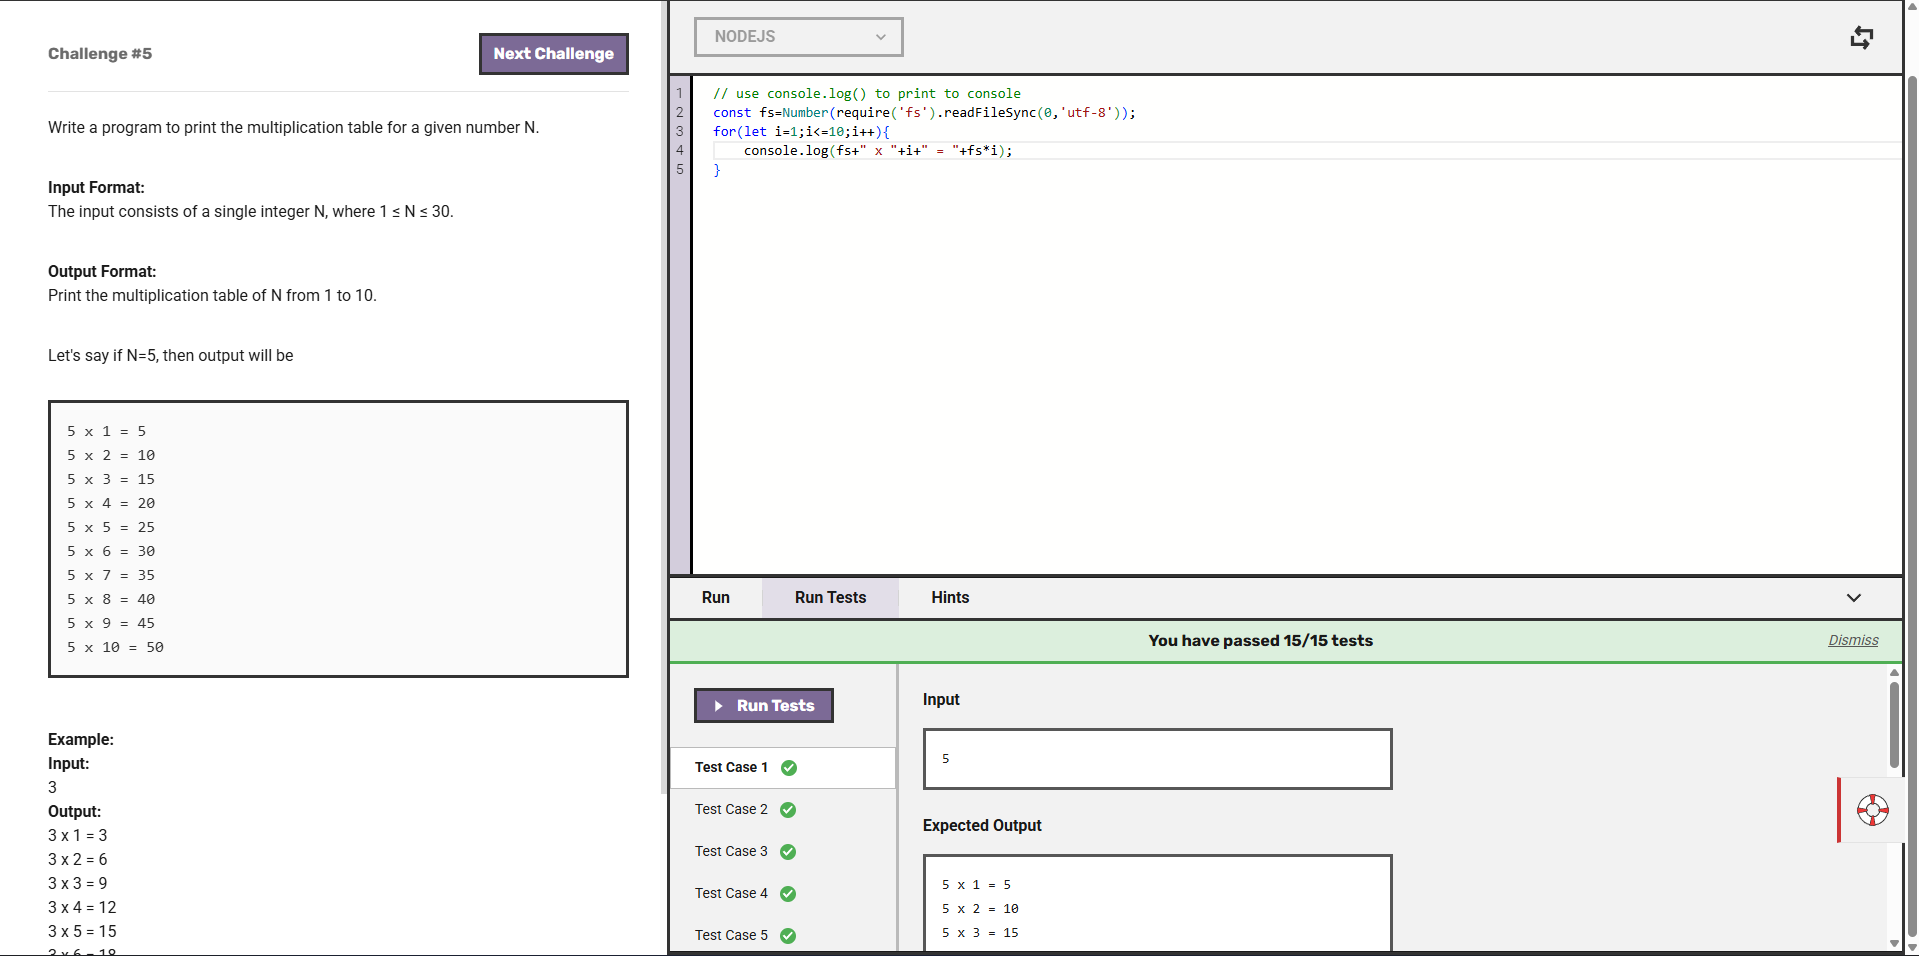 Challenge #5
Next Challenge
Write a program to print the multiplication table for a given number N.
Input Format:
The input consists of a single integer N, where 1 ≤ N ≤ 30.
Output Format:
Print the multiplication table of N from 1 to 10.
Let's say if N=5, then output will be
5 x 1 = 5
5 x 2 = 10
5 x 3 = 15
5 x 4 = 20
5 x 5 = 25
5 x 6 = 30
5 x 7 = 35
5 x 8 = 40
5 x 9 = 45
5 x 10 = 50
Example:
Input:
3
Output:
3 x 1 = 3
3 x 2 = 6
3 x 3 = 9
3 x 4 = 12
3 x 5 = 15
3 x 6 = 18
NODEJS
1 // use console.log() to print to console
2 const fs=Number(require('fs').readFileSync(0,'utf-8'));
3 for(let i=1;i<=10;i++){
4     console.log(fs+" x "+i+" = "+fs*i);
5 }
Run Run Tests Hints
You have passed 15/15 tests Dismiss
Run Tests
Test Case 1
Test Case 2
Test Case 3
Test Case 4
Test Case 5
Input
5
Expected Output
5 x 1 = 5
5 x 2 = 10
5 x 3 = 15